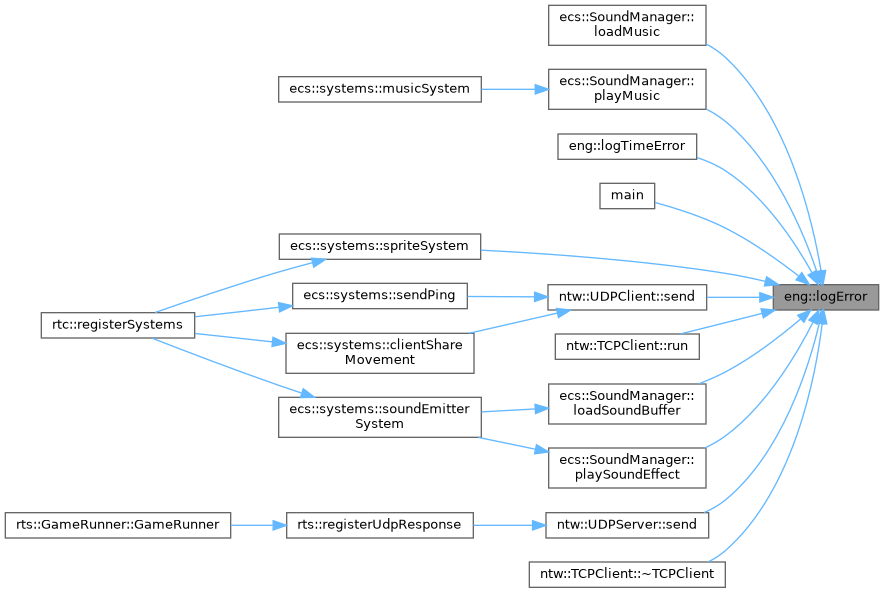 ecs::SoundManager::
loadMusic
ecs::systems::musicSystem
ecs::SoundManager::
playMusic
eng::logTimeError
main
ecs::systems::spriteSystem
ecs::systems::sendPing
ntw::UDPClient::send
eng::logError
rtc::registerSystems
ecs::systems::clientShare
Movement
ntw::TCPClient::run
ecs::systems::soundEmitter
System
ecs::SoundManager::
loadSoundBuffer
ecs::SoundManager::
playSoundEffect
rts::GameRunner::GameRunner
rts::registerUdpResponse
ntw::UDPServer::send
ntw::TCPClient::~TCPClient